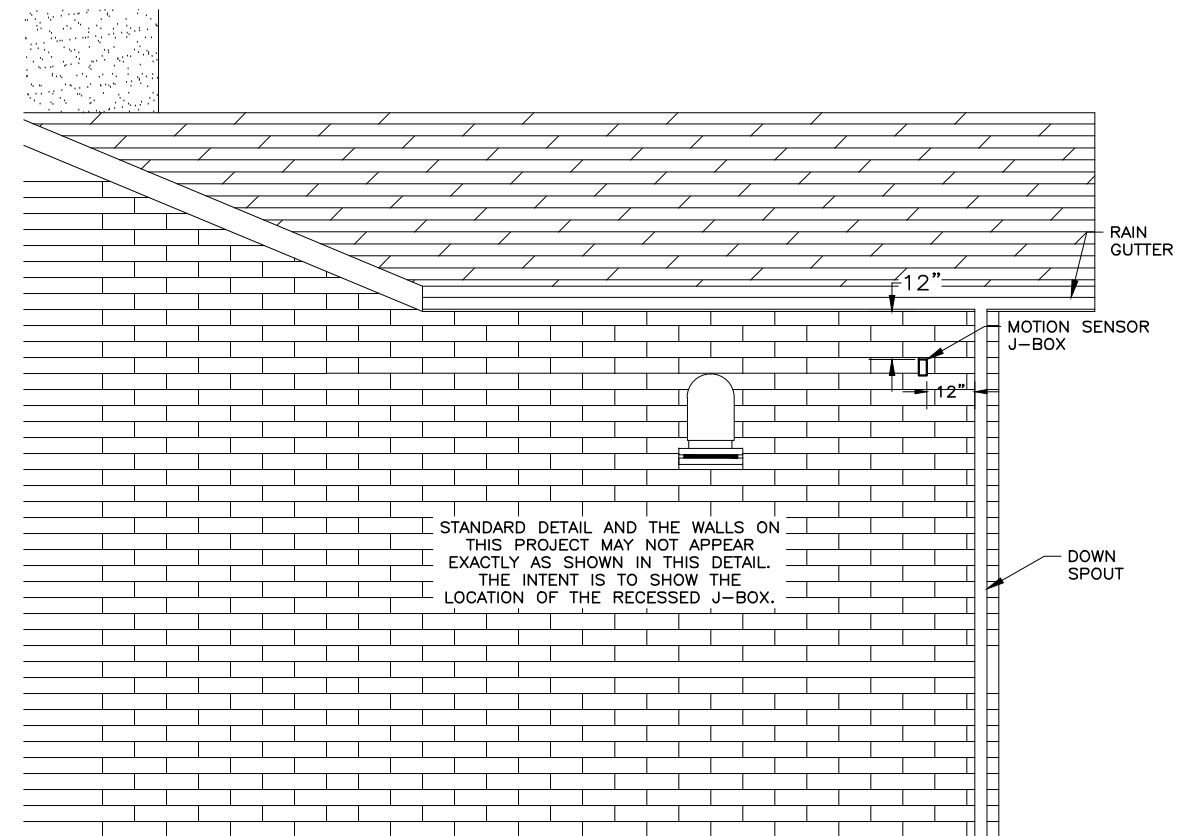 RAIN
GUTTER
12”
MOTION SENSOR
J-BOX
12”
STANDARD DETAIL AND THE WALLS ON
THIS PROJECT MAY NOT APPEAR
EXACTLY AS SHOWN IN THIS DETAIL.
THE INTENT IS TO SHOW THE
LOCATION OF THE RECESSED J-BOX.
DOWN
SPOUT